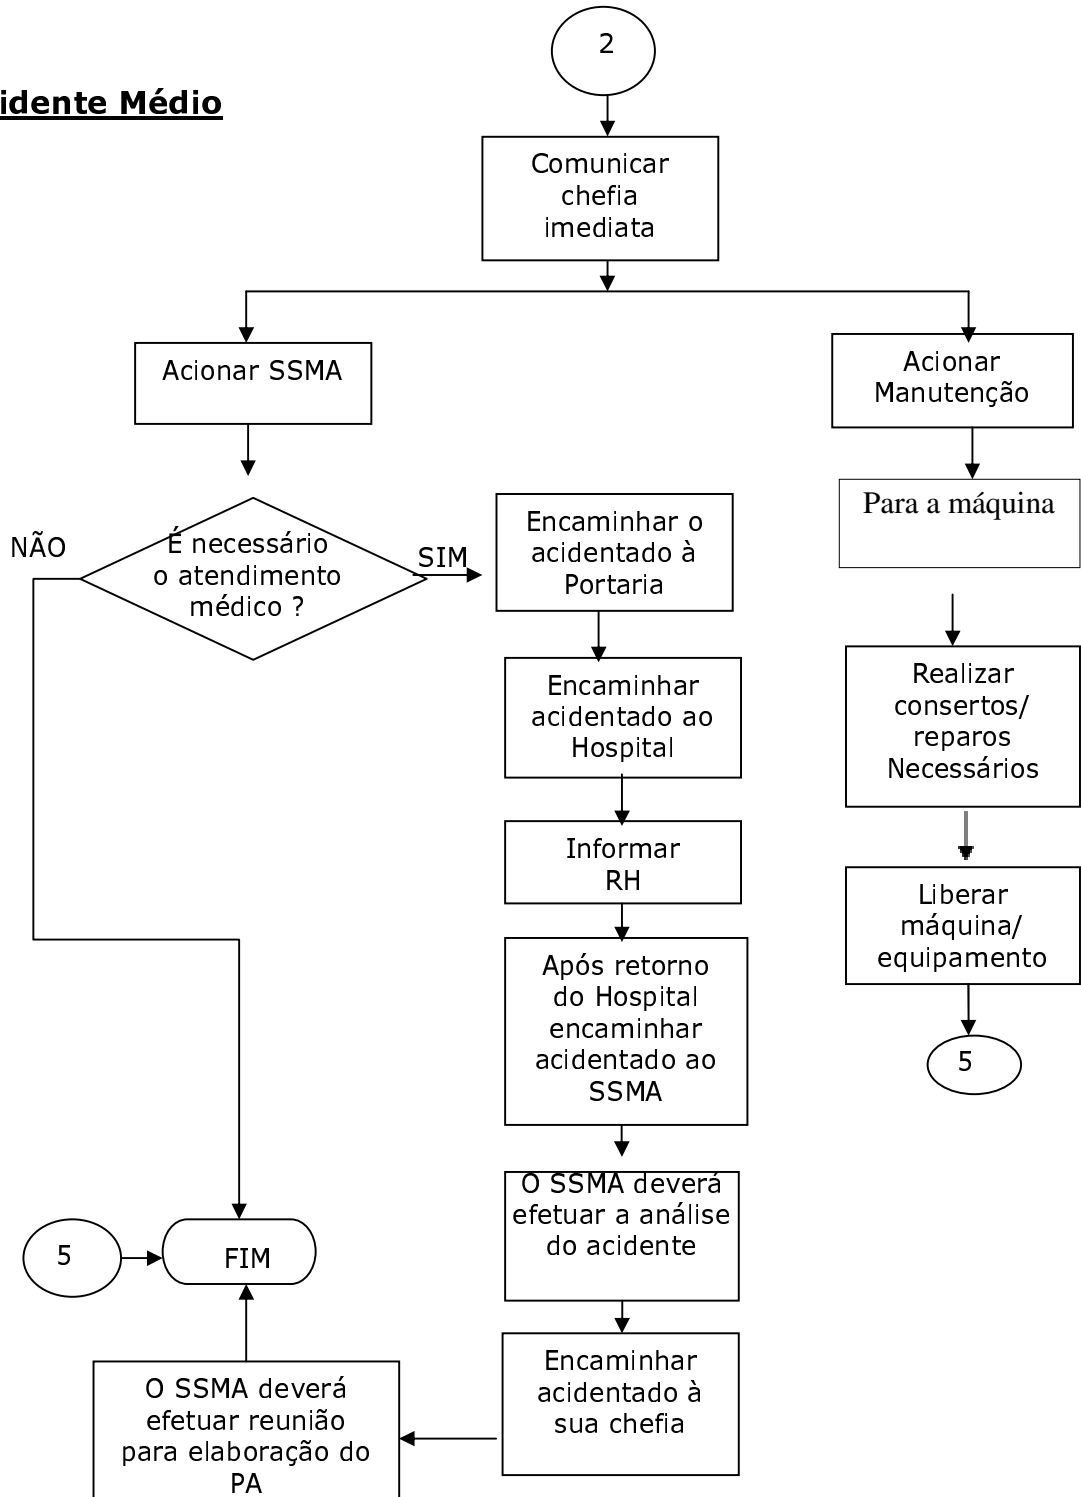 2
idente Médio
Comunicar
chefia
imediata
Acionar SSMA
Acionar
Manutenção
Para a máquina
NÃO
É necessário
o atendimento
médico ?
SIM
Encaminhar o
acidentado à
Portaria
Encaminhar
acidentado ao
Hospital
Realizar
consertos/
reparos
Necessários
Informar
RH
Liberar
máquina/
equipamento
Após retorno
do Hospital
encaminhar
acidentado ao
SSMA
5
O SSMA deverá
efetuar a análise
do acidente
5
FIM
Encaminhar
acidentado à
sua chefia
O SSMA deverá
efetuar reunião
para elaboração do
PA